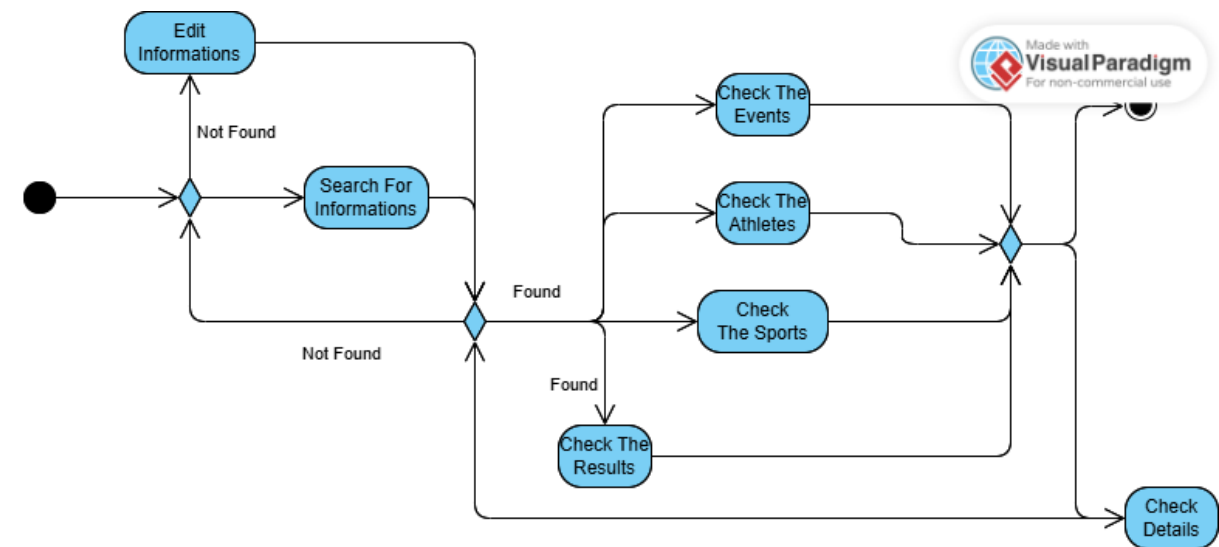 Edit
Informations
Made with
Visual Paradigm
For non-commercial use
Check The
Events
Not Found
Search For
Informations
Check The
Athletes
Found
Check
The Sports
Not Found
Found
Check The
Results
Check
Details